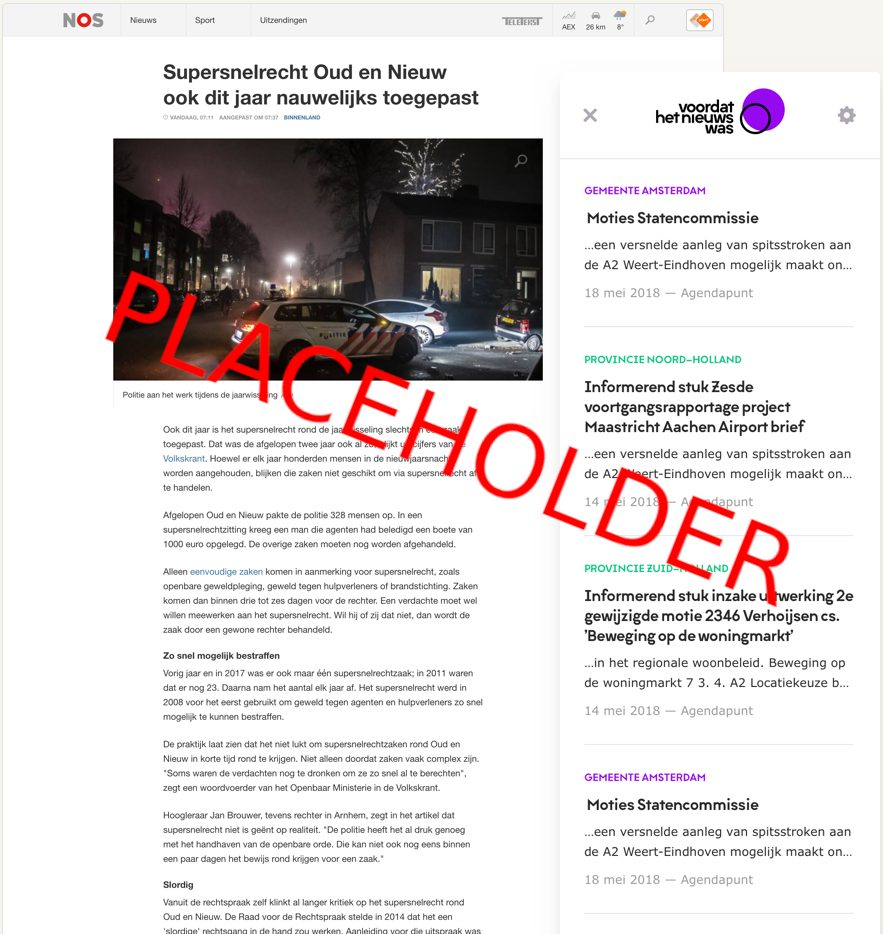 NOS
Nieuws
Sport
Uitzendingen
TELETEKST
AEX
26 km
8°
START
Supersnelrecht Oud en Nieuw
ook dit jaar nauwelijks toegepast
VANDAAG, 07:11 AANGEPAST OM 07:37 BINNENLAND
POLITIE
Politie aan het werk tijdens de jaarwisseling
Ook dit jaar is het supersnelrecht rond de jaarwisseling slechts
toegepast. Dat was de afgelopen twee jaar ook al zo, blijkt uit cijfers van de
Volkskrant. Hoewel er elk jaar honderden mensen in de nieuwjaarsnacht
worden aangehouden, blijken die zaken niet geschikt om via supersnelrecht af
te handelen.
Afgelopen Oud en Nieuw pakte de politie 328 mensen op. In een
supersnelrechtzitting kreeg een man die agenten had beledigd een boete van
1000 euro opgelegd. De overige zaken moeten nog worden afgehandeld.
Alleen eenvoudige zaken komen in aanmerking voor supersnelrecht, zoals
openbare geweldpleging, geweld tegen hulpverleners of brandstichting. Zaken
komen dan binnen drie tot zes dagen voor de rechter. Een verdachte moet wel
willen meewerken aan het supersnelrecht. Wil hij of zij dat niet, dan wordt de
zaak door een gewone rechter behandeld.
Zo snel mogelijk bestraffen
Vorig jaar en in 2017 was er ook maar één supersnelrechtzaak; in 2011 waren
dat er nog 23. Daarna nam het aantal elk jaar af. Het supersnelrecht werd in
2008 voor het eerst gebruikt om geweld tegen agenten en hulpverleners zo snel
mogelijk te kunnen bestraffen.
De praktijk laat zien dat het niet lukt om supersnelrechtzaken rond Oud en
Nieuw in korte tijd rond te krijgen. Niet alleen doordat zaken vaak complex zijn.
"Soms waren de verdachten nog te dronken om ze zo snel al te berechten",
zegt een woordvoerder van het Openbaar Ministerie in de Volkskrant.
Hoogleraar Jan Brouwer, tevens rechter in Arnhem, zegt in het artikel dat
supersnelrecht niet is geënt op realiteit. "De politie heeft het al druk genoeg
met het handhaven van de openbare orde. Die kan niet ook nog eens binnen
een paar dagen het bewijs rond krijgen voor een zaak."
Slordig
Vanuit de rechtspraak zelf klinkt al langer kritiek op het supersnelrecht rond
Oud en Nieuw. De Raad voor de Rechtspraak stelde in 2014 dat het een
'slordige' rechtsgang in de hand zou werken. Aanleiding voor die uitspraak was
PLACEHOLDER
voordat
het nieuws
was
GEMEENTE AMSTERDAM
Moties Statencommissie
...een versnelde aanleg van spitsstroken aan
de A2 Weert-Eindhoven mogelijk maakt on...
18 mei 2018 — Agendapunt
PROVINCIE NOORD-HOLLAND
Informerend stuk Zesde
voortgangsrapportage project
Maastricht Aachen Airport brief
...een versnelde aanleg van spitsstroken aan
de A2 Weert-Eindhoven mogelijk maakt on...
14 mei 2018 — Agendapunt
PROVINCIE ZUID-HOLLAND
Informerend stuk inzake uitwerking 2e
gewijzigde motie 2346 Verhoijsen cs.
'Beweging op de woningmarkt'
...in het regionale woonbeleid. Beweging op
de woningmarkt 7 3. 4. A2 Locatiekeuze b...
14 mei 2018 — Agendapunt
GEMEENTE AMSTERDAM
Moties Statencommissie
...een versnelde aanleg van spitsstroken aan
de A2 Weert-Eindhoven mogelijk maakt on...
18 mei 2018 — Agendapunt